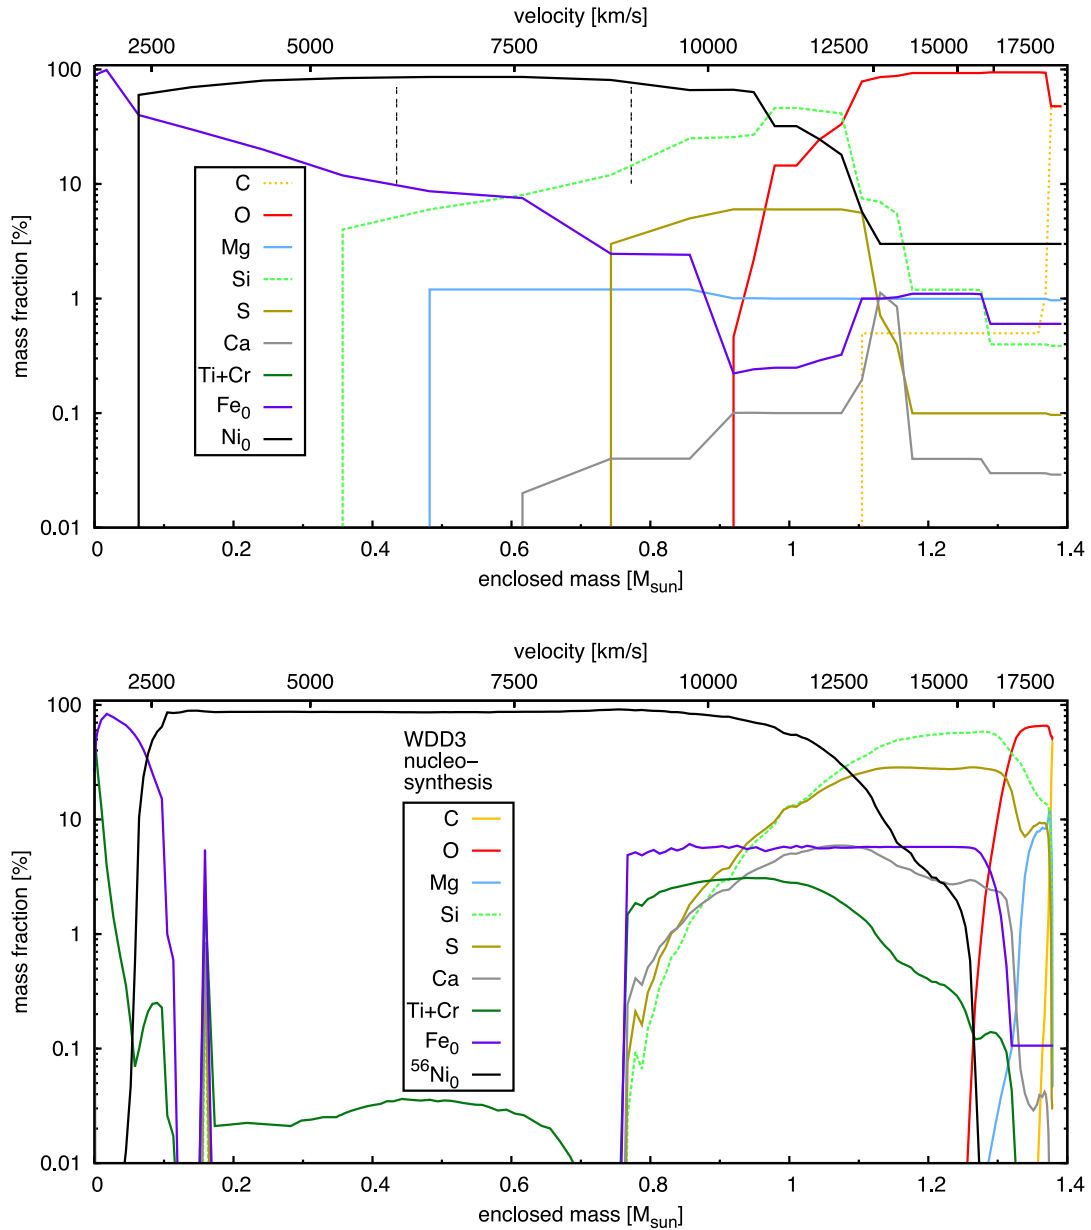 velocity [km/s]
2500 5000 7500 10000 12500 15000 17500
mass fraction [%]
100
10
1
0.1
0.01
C
O
Mg
Si
S
Ca
Ti+Cr
Fe0
Ni0
0 0.2 0.4 0.6 0.8 1 1.2 1.4
enclosed mass [Msun]
velocity [km/s]
2500 5000 7500 10000 12500 15000 17500
mass fraction [%]
100
10
1
0.1
0.01
WDD3
nucleo–
synthesis
C
O
Mg
Si
S
Ca
Ti+Cr
Fe0
56Ni0
0 0.2 0.4 0.6 0.8 1 1.2 1.4
enclosed mass [Msun]